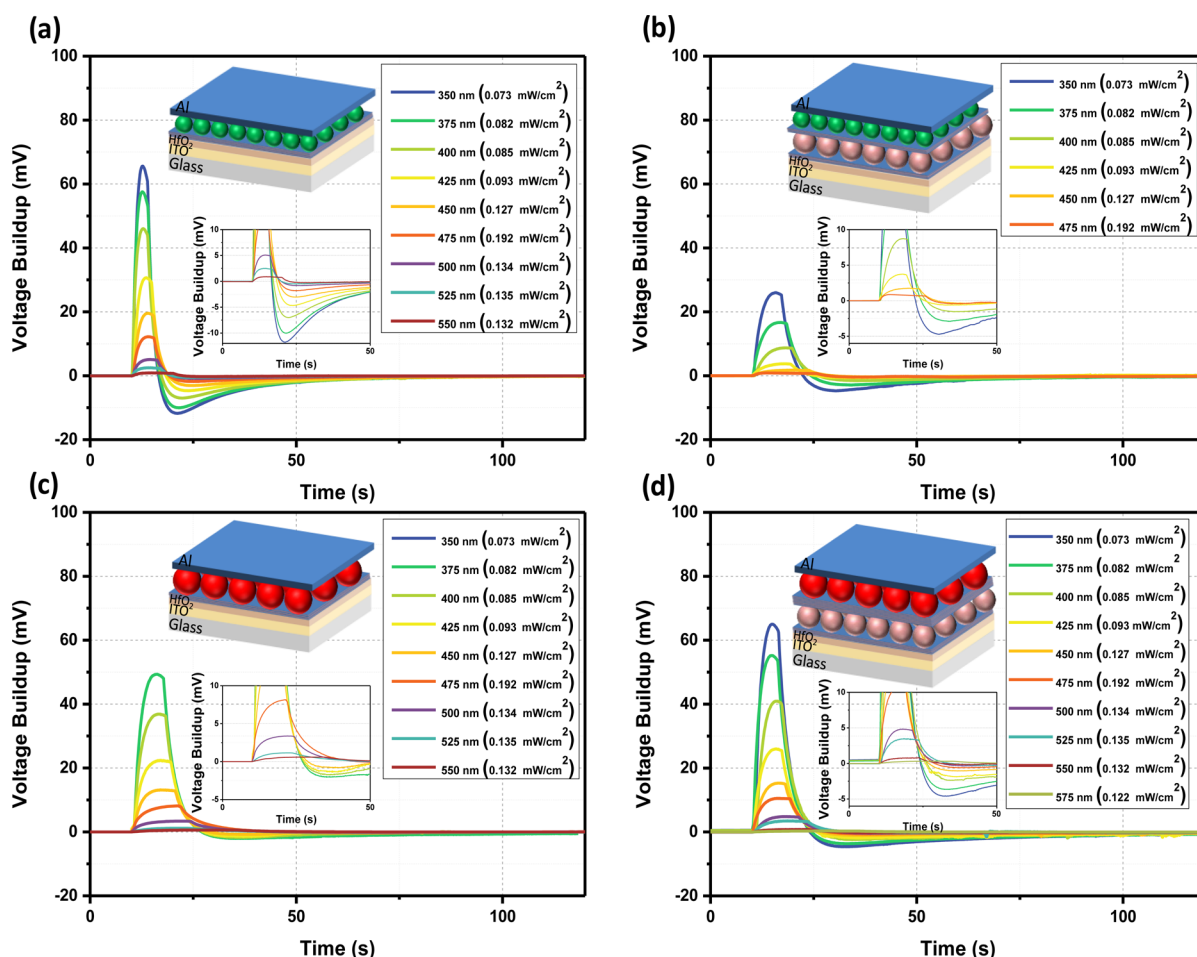 (a)
100
80
60
40
20
0
-20
0
50
100
Voltage Buildup (mV)
Time (s)
Al
HfO2
ITO
Glass
350 nm (0.073 mW/cm2)
375 nm (0.082 mW/cm2)
400 nm (0.085 mW/cm2)
425 nm (0.093 mW/cm2)
450 nm (0.127 mW/cm2)
475 nm (0.192 mW/cm2)
500 nm (0.134 mW/cm2)
525 nm (0.135 mW/cm2)
550 nm (0.132 mW/cm2)
Voltage Buildup (mV)
10
5
0
-5
-10
0
50
Time (s)
(b)
100
80
60
40
20
0
-20
0
50
100
Voltage Buildup (mV)
Time (s)
Al
HfO2
ITO
Glass
350 nm (0.073 mW/cm2)
375 nm (0.082 mW/cm2)
400 nm (0.085 mW/cm2)
425 nm (0.093 mW/cm2)
450 nm (0.127 mW/cm2)
475 nm (0.192 mW/cm2)
Voltage Buildup (mV)
10
5
0
-5
0
50
Time (s)
(c)
100
80
60
40
20
0
-20
0
50
100
Voltage Buildup (mV)
Time (s)
Al
HfO2
ITO
Glass
350 nm (0.073 mW/cm2)
375 nm (0.082 mW/cm2)
400 nm (0.085 mW/cm2)
425 nm (0.093 mW/cm2)
450 nm (0.127 mW/cm2)
475 nm (0.192 mW/cm2)
500 nm (0.134 mW/cm2)
525 nm (0.135 mW/cm2)
550 nm (0.132 mW/cm2)
Voltage Buildup (mV)
10
5
0
-5
0
50
Time (s)
(d)
100
80
60
40
20
0
-20
0
50
100
Voltage Buildup (mV)
Time (s)
Al
HfO2
ITO
Glass
350 nm (0.073 mW/cm2)
375 nm (0.082 mW/cm2
400 nm (0.085 mW/cm2)
425 nm (0.093 mW/cm2)
450 nm (0.127 mW/cm2)
475 nm (0.192 mW/cm2)
500 nm (0.134 mW/cm2)
525 nm (0.135 mW/cm2)
550 nm (0.132 mW/cm2)
575 nm (0.122 mW/cm2)
Voltage Buildup (mV)
10
5
0
-5
0
50
Time (s)